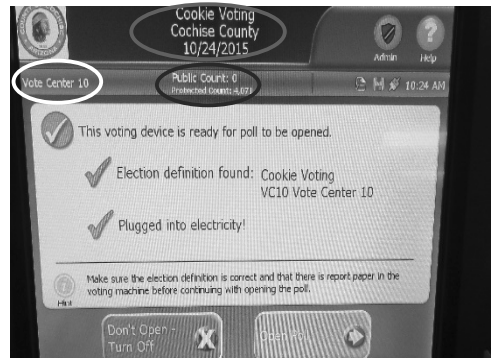 Cookie Voting
Cochise County
10/24/2015
Admin
Help
Vote Center 10
Public Count: 0
Protected Count: 4,071
10:24 AM
This voting device is ready for poll to be opened.
Election definition found: Cookie Voting
VC10 Vote Center 10
Plugged into electricity!
Hint
Make sure the election definition is correct and that there is report paper in the
voting machine before continuing with opening the poll.
Don't Open -
Turn Off
Open Poll